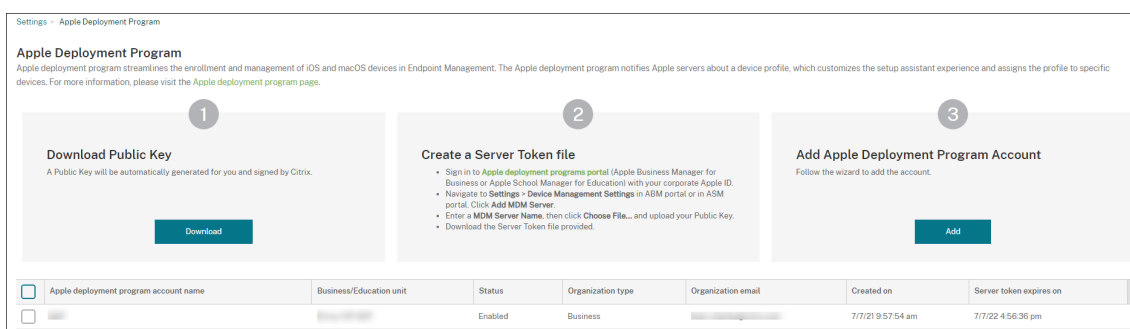 Settings > Apple Deployment Program
Apple Deployment Program
Apple deployment program streamlines the enrollment and management of iOS and macOS devices in Endpoint Management. The Apple deployment program notifies Apple servers about a device profile, which customizes the setup assistant experience and assigns the profile to specific
devices. For more information, please visit the Apple deployment program page.
1
Download Public Key
A Public Key will be automatically generated for you and signed by Citrix.
Download
2
Create a Server Token file
• Sign in to Apple deployment programs portal (Apple Business Manager for
Business or Apple School Manager for Education) with your corporate Apple ID.
• Navigate to Settings > Device Management Settings in ABM portal or in ASM
portal. Click Add MDM Server.
• Enter a MDM Server Name, then click Choose File... and upload your Public Key.
• Download the Server Token file provided.
3
Add Apple Deployment Program Account
Follow the wizard to add the account.
Add
Apple deployment program account name Business/Education unit Status Organization type Organization email Created on Server token expires on
Enabled Business 7/7/21 9:57:54 am 7/7/22 4:56:36 pm